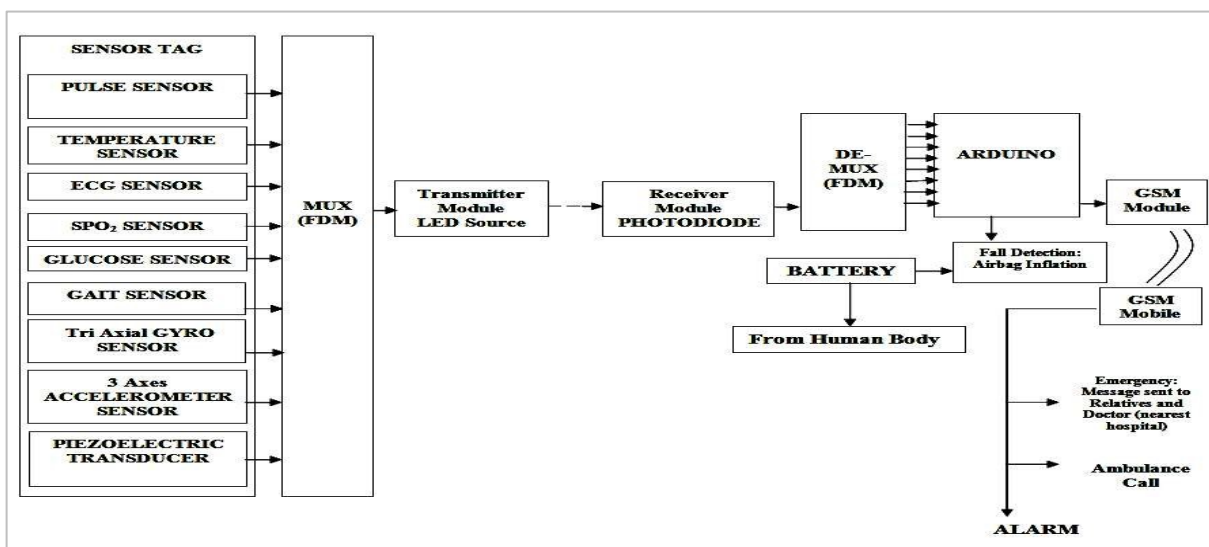 SENSOR TAG
PULSE SENSOR
TEMPERATURE
SENSOR
ECG SENSOR
SPO₂ SENSOR
GLUCOSE SENSOR
GAIT SENSOR
Tri Axial GYRO
SENSOR
3 Axes
ACCELEROMETER
SENSOR
PIEZOELECTRIC
TRANSDUCER
MUX
(FDM)
Transmitter
Module
LED Source
Receiver
Module
PHOTODIODE
DE-
MUX
(FDM)
ARDUINO
GSM
Module
Fall Detection:
Airbag Inflation
BATTERY
From Human Body
GSM
Mobile
Emergency:
Message sent to
Relatives and
Doctor (nearest
hospital)
Ambulance
Call
ALARM